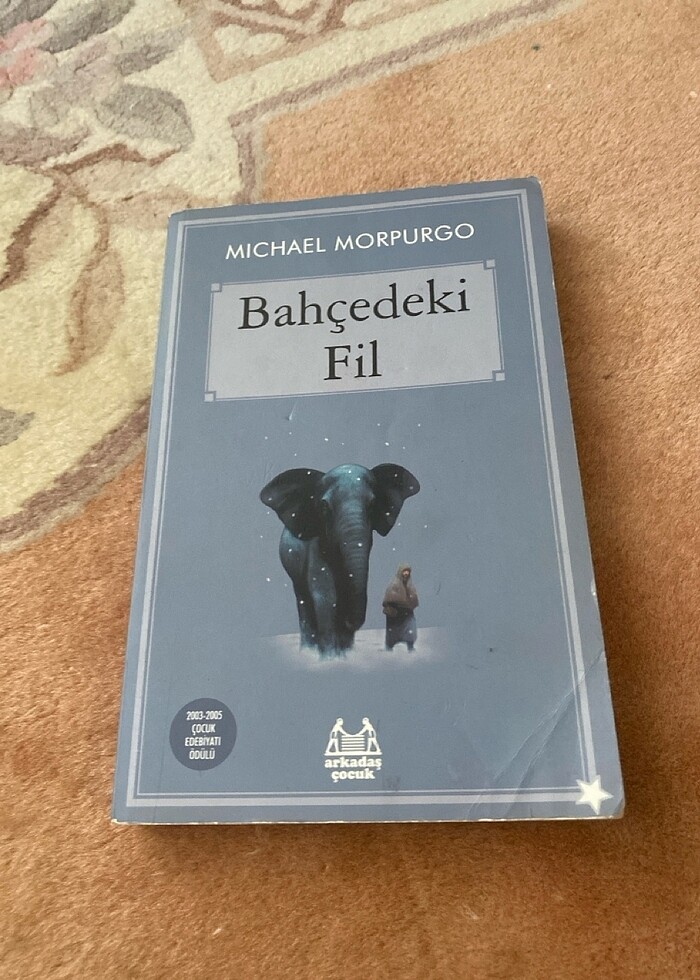 MICHAEL MORPURGO
Bahçedeki
Fil
2003-2005
ÇOCUK
EDEBİYATI
ÖDÜLÜ
arkadaş
çocuk